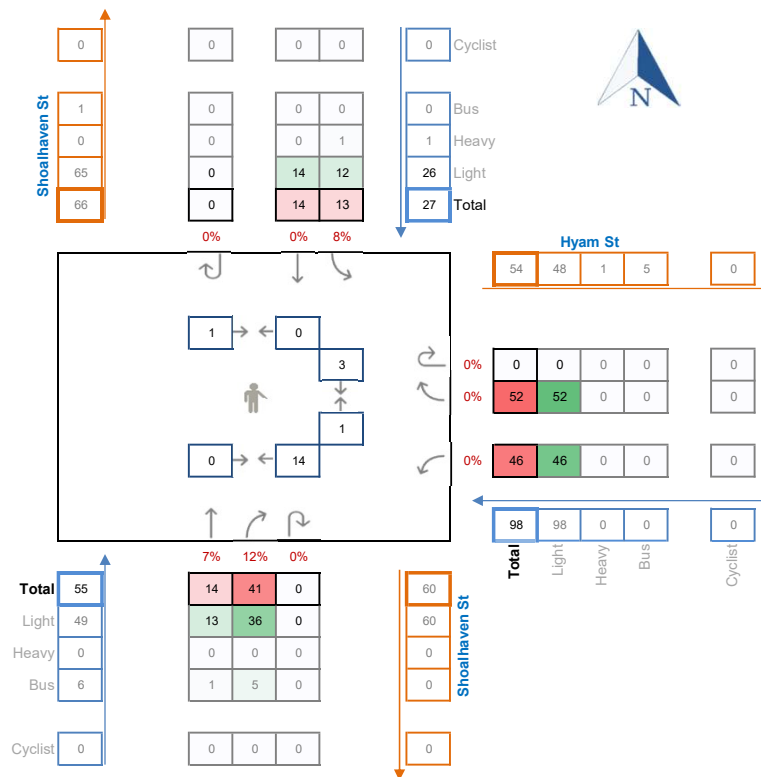 0 0 0 0 0 Cyclist
Shoalhaven St
1 0 0 0 0 Bus
0 0 0 1 1 Heavy
65 0 14 12 26 Light
66 0 14 13 27 Total
0% 0% 8%
N
Hyam St
54 48 1 5 0
1 0
3
1
0 14
0% 0 0 0 0 0
0% 52 52 0 0 0
0% 46 46 0 0 0
98 98 0 0 0
Total Light Heavy Bus Cyclist
7% 12% 0%
Total 55 14 41 0 60
Light 49 13 36 0 60
Heavy 0 0 0 0 0
Bus 6 1 5 0 0
Shoalhaven St
Cyclist 0 0 0 0 0